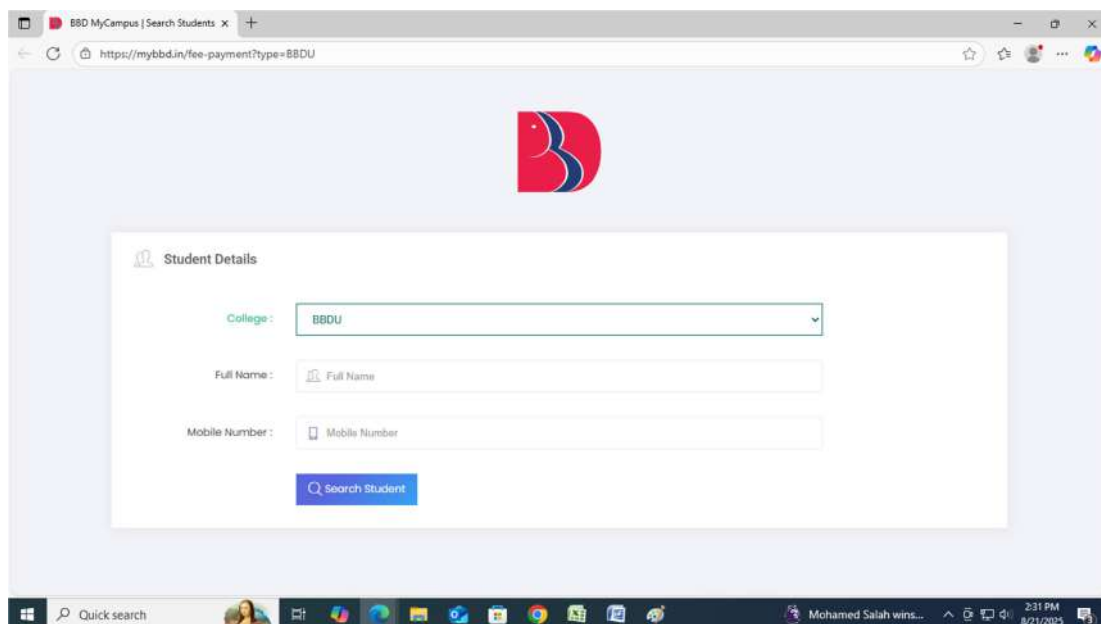 BBD MyCampus | Search Students
https://mybbd.in/fee-payment?type=BBDU
Student Details
College :
BBDU
Full Name :
Full Name
Mobile Number :
Mobile Number
Search Student
Quick search
Mohamed Salah wins...
2:31 PM
8/21/2025